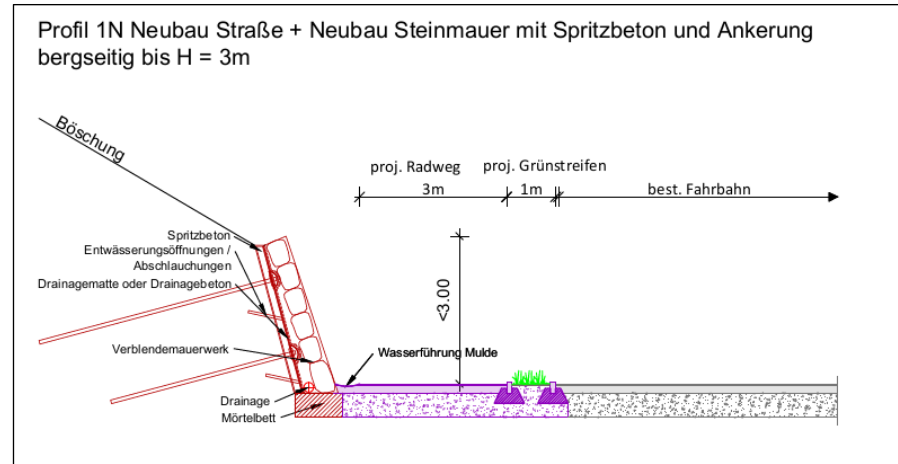 Profil 1N Neubau Straße + Neubau Steinmauer mit Spritzbeton und Ankerung
bergseitig bis H = 3m
Böschung
proj. Radweg
proj. Grünstreifen
3m
1m
best. Fahrbahn
Spritzbeton
Entwässerungsöffnungen /
Abschlauchungen
Drainagematte oder Drainagebeton
<3.00
Verblendemauerwerk
Wasserführung Mulde
Drainage
Mörtelbett